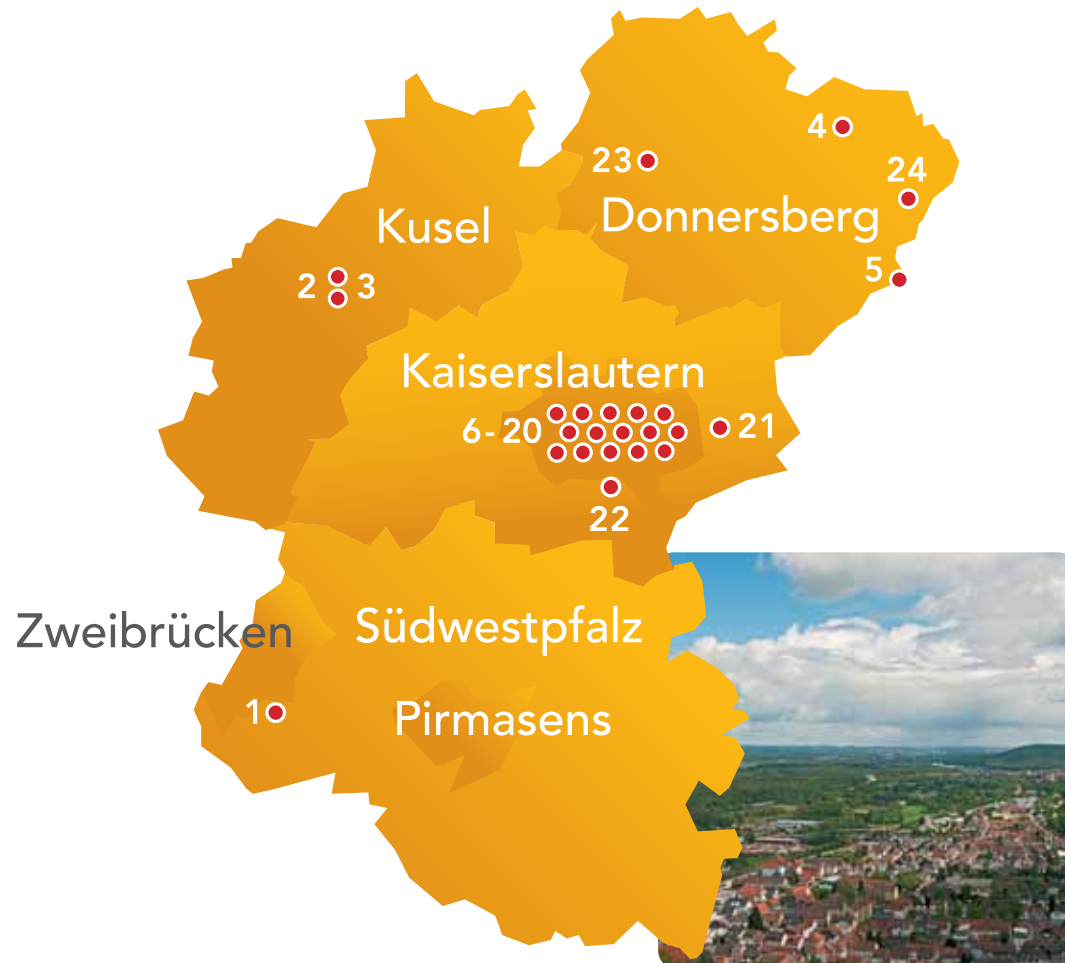 4
23
24
Kusel
Donnersberg
5
2
3
Kaiserslautern
6-20
21
22
Zweibrücken
Südwestpfalz
1
Pirmasens